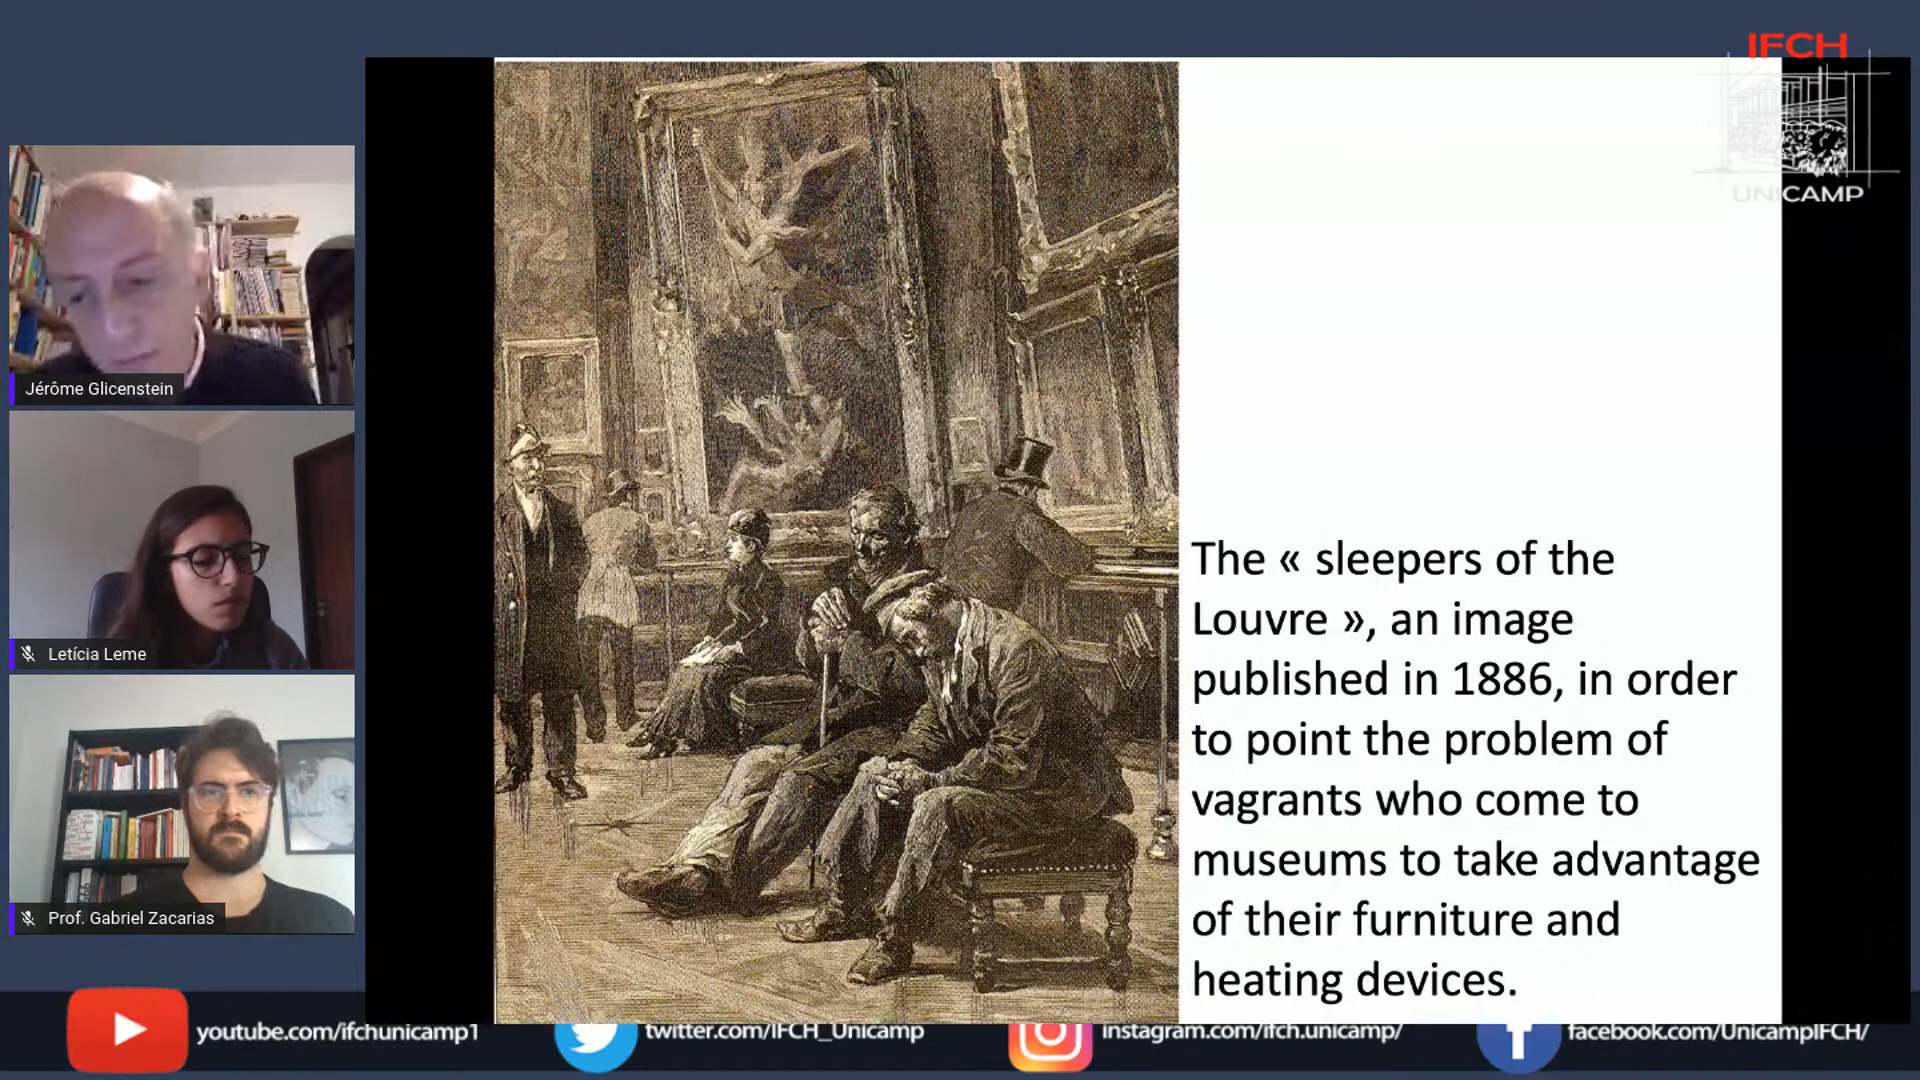 IFCH
UNICAMP
Jérôme Glicenstein
Letícia Leme
Prof. Gabriel Zacarias
The « sleepers of the
Louvre », an image
published in 1886, in order
to point the problem of
vagrants who come to
museums to take advantage
of their furniture and
heating devices.
youtube.com/ifchunicamp1
twitter.com/IFCH_Unicamp
instagram.com/ifch.unicamp/
facebook.com/UnicampIFCH/